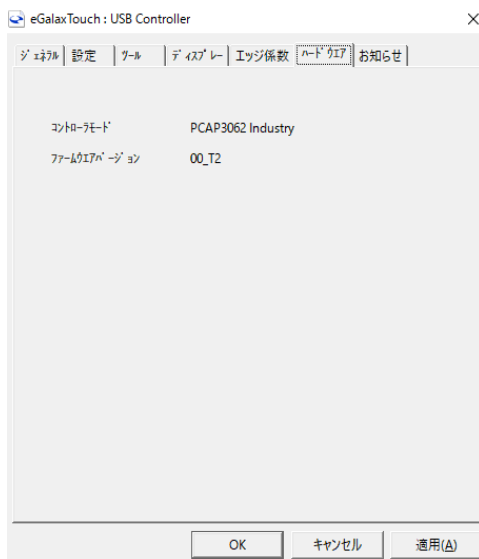 eGalaxTouch : USB Controller
ｼﾞｪﾈﾗﾙ 設定 ﾂｰﾙ ﾃﾞｨｽﾌﾟﾚｰ エッジ係数 ﾊｰﾄﾞｳｴｱ お知らせ
ｺﾝﾄﾛｰﾗﾓｰﾄﾞ PCAP3062 Industry
ﾌｧｰﾑｳｴｱﾊﾞｰｼﾞｮﾝ 00_T2
OK キャンセル 適用(A)